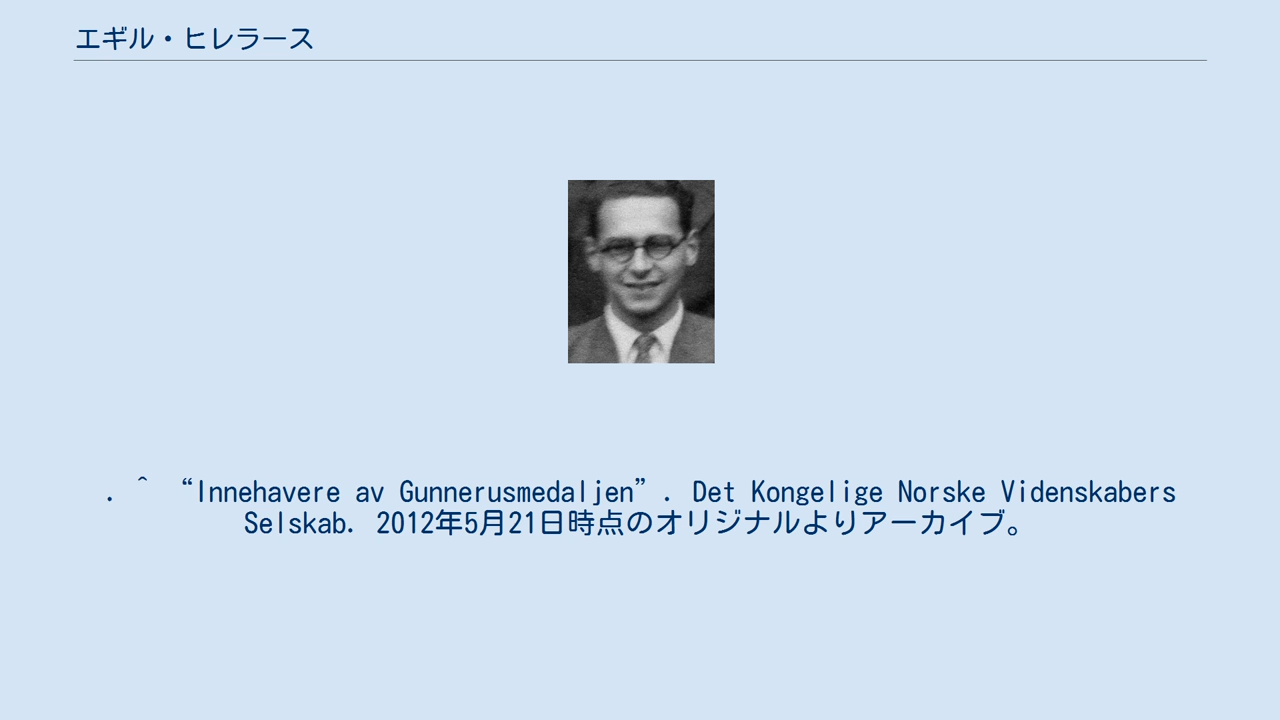 エギル・ヒレラース
. ^ “Innehavere av Gunnerusmedaljen”. Det Kongelige Norske Videnskabers
Selskab. 2012年5月21日時点のオリジナルよりアーカイブ。